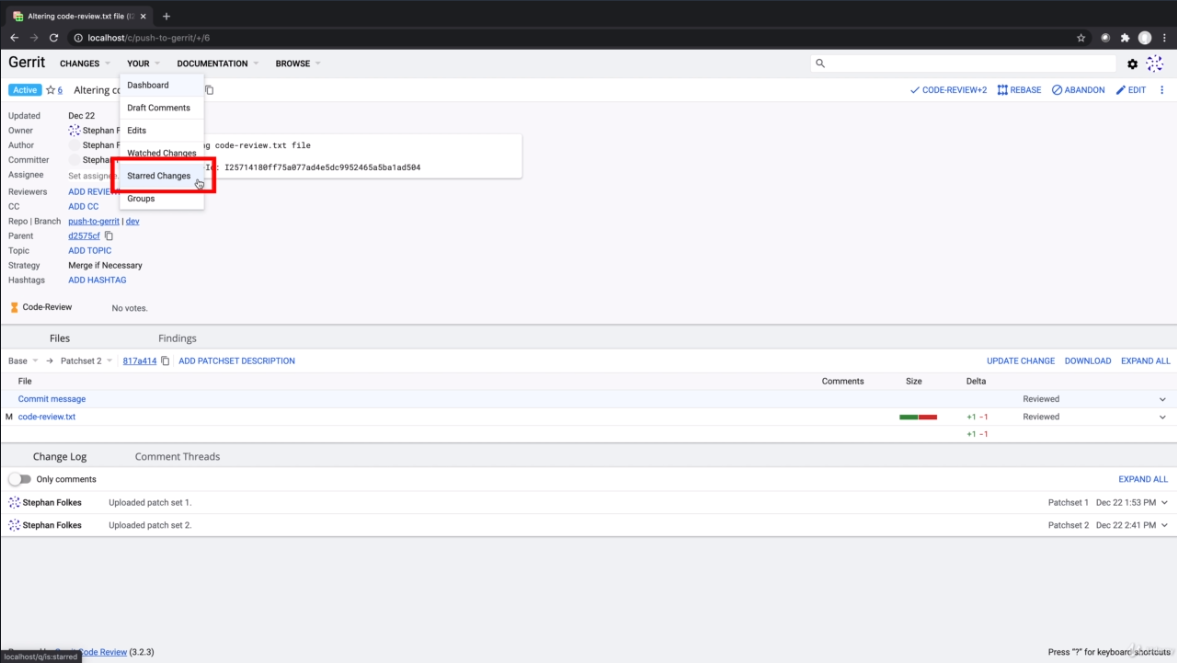 Altering code-review.txt file (
localhost/c/push-to-gerrit/+/6
Gerrit CHANGES YOUR DOCUMENTATION BROWSE
Active 6 Altering CODE-REVIEW+2 REBASE ABANDON EDIT
Dashboard
Draft Comments
Edits
Watched Changes
Starred Changes
Groups
Updated Dec 22
Owner Stephan F
Author Stephan F
Committer Stephan
Assignee Set assignee
Reviewers ADD REVIE
CC ADD CC
Repo | Branch push-to-gerrit | dev
Parent d2575cf
Topic ADD TOPIC
Strategy Merge if Necessary
Hashtags ADD HASHTAG
g code-review.txt file
Id: I25714180ff75a077ad4e5dc9952465a5ba1ad504
Code-Review No votes.
Files Findings
Base → Patchset 2 817a414 ADD PATCHSET DESCRIPTION UPDATE CHANGE DOWNLOAD EXPAND ALL
File Comments Size Delta
Commit message Reviewed
M code-review.txt +1 -1 Reviewed
+1 -1
Change Log Comment Threads
Only comments EXPAND ALL
Stephan Folkes Uploaded patch set 1. Patchset 1 Dec 22 1:53 PM
Stephan Folkes Uploaded patch set 2. Patchset 2 Dec 22 2:41 PM
Code Review (3.2.3) Press "?" for keyboard shortcuts
localhost/q/is:starred